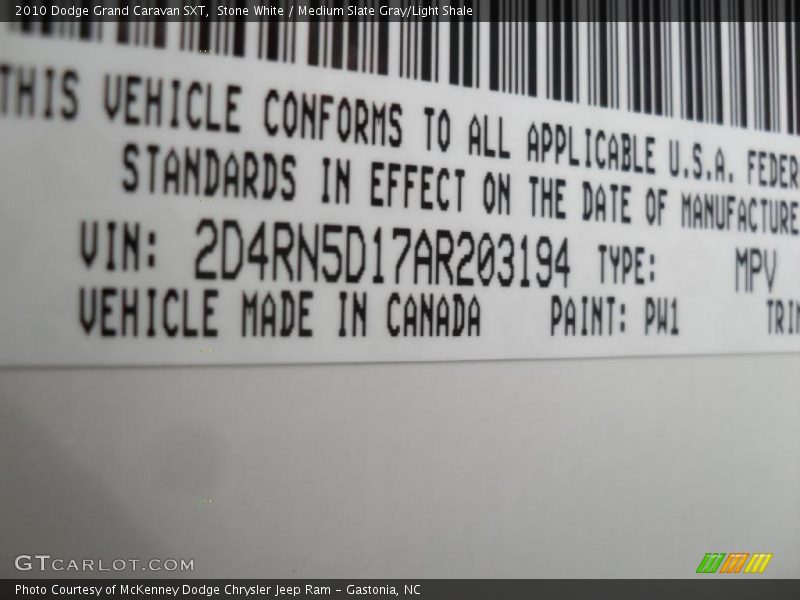 2010 Dodge Grand Caravan SXT, Stone White / Medium Slate Gray/Light Shale
THIS VEHICLE CONFORMS TO ALL APPLICABLE U.S.A. FEDER
STANDARDS IN EFFECT ON THE DATE OF MANUFACTURE
VIN: 2D4RN5D17AR203194 TYPE: MPV
VEHICLE MADE IN CANADA PAINT: PW1 TRIM
GTCARLOT.COM
Photo Courtesy of McKenney Dodge Chrysler Jeep Ram - Gastonia, NC